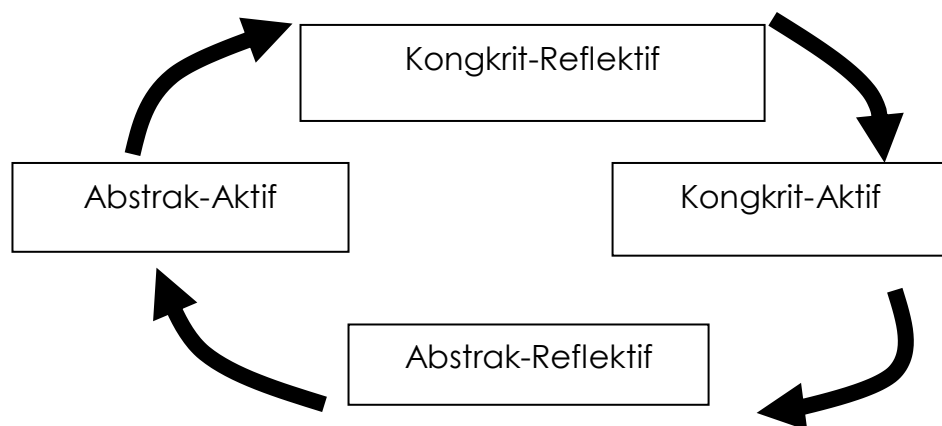 Kongkrit-Reflektif
Abstrak-Aktif
Kongkrit-Aktif
Abstrak-Reflektif